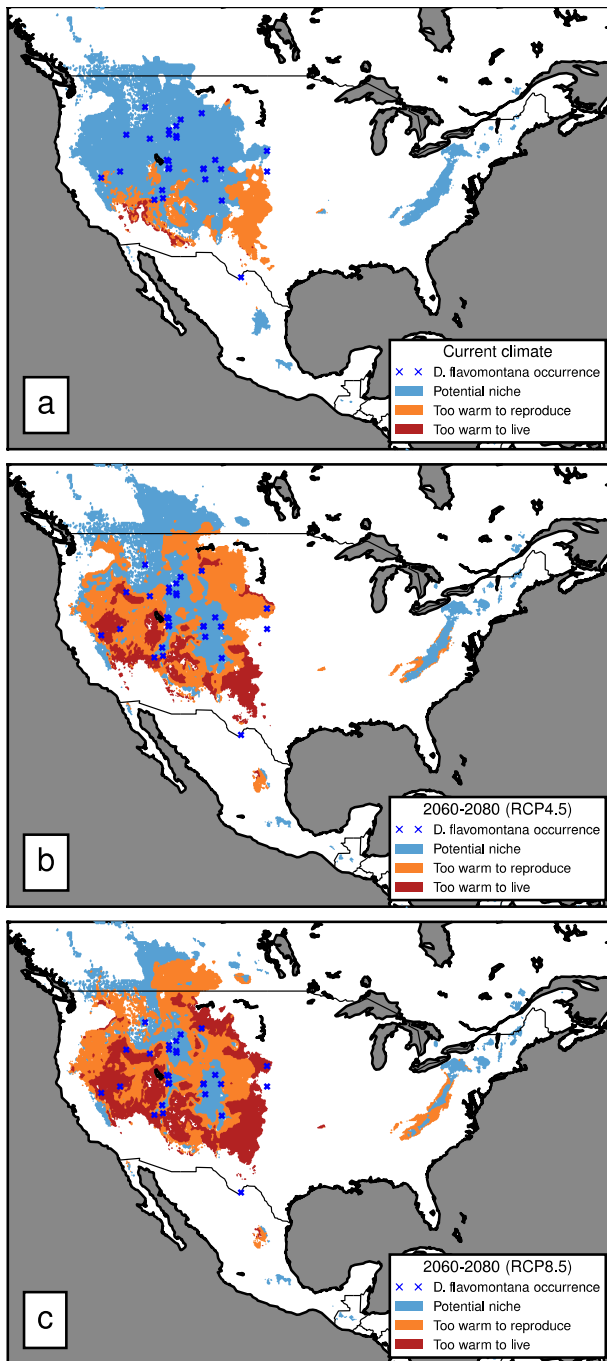 Current climate
D. flavomontana occurrence
Potential niche
Too warm to reproduce
Too warm to live
a
2060-2080 (RCP4.5)
D. flavomontana occurrence
Potential niche
Too warm to reproduce
Too warm to live
b
2060-2080 (RCP8.5)
D. flavomontana occurrence
Potential niche
Too warm to reproduce
Too warm to live
c